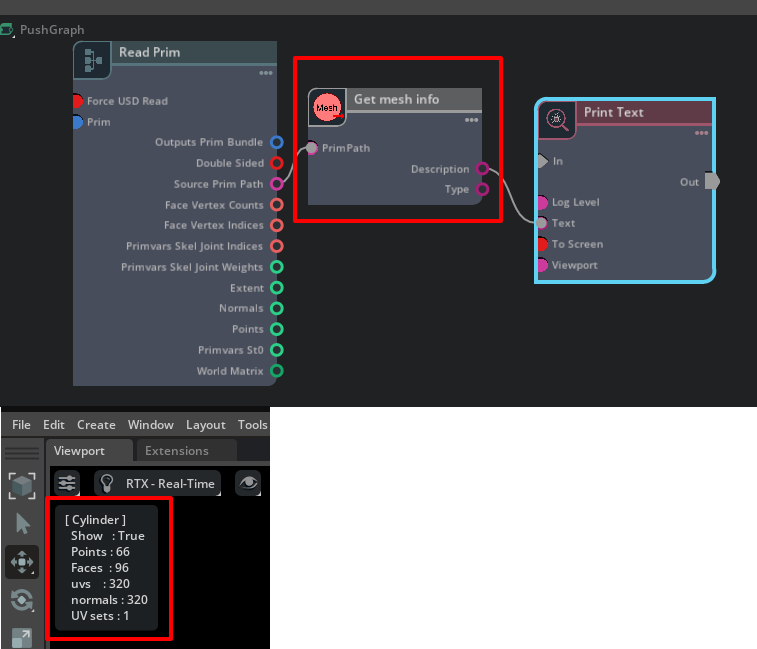 PushGraph
Read Prim
Force USD Read
Prim
Outputs Prim Bundle
Double Sided
Source Prim Path
Face Vertex Counts
Face Vertex Indices
Primvars Skel Joint Indices
Primvars Skel Joint Weights
Extent
Normals
Points
Primvars St0
World Matrix
Mesh
Get mesh info
PrimPath
Description
Type
Print Text
In
Out
Log Level
Text
To Screen
Viewport
File Edit Create Window Layout Tools
Viewport Extensions
RTX - Real-Time
[ Cylinder ]
Show : True
Points : 66
Faces : 96
uvs : 320
normals : 320
UV sets : 1